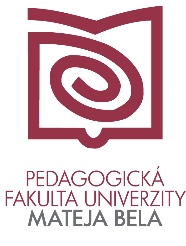 PEDAGOGICKÁ
FAKULTA UNIVERZITY
MATEJA BELA